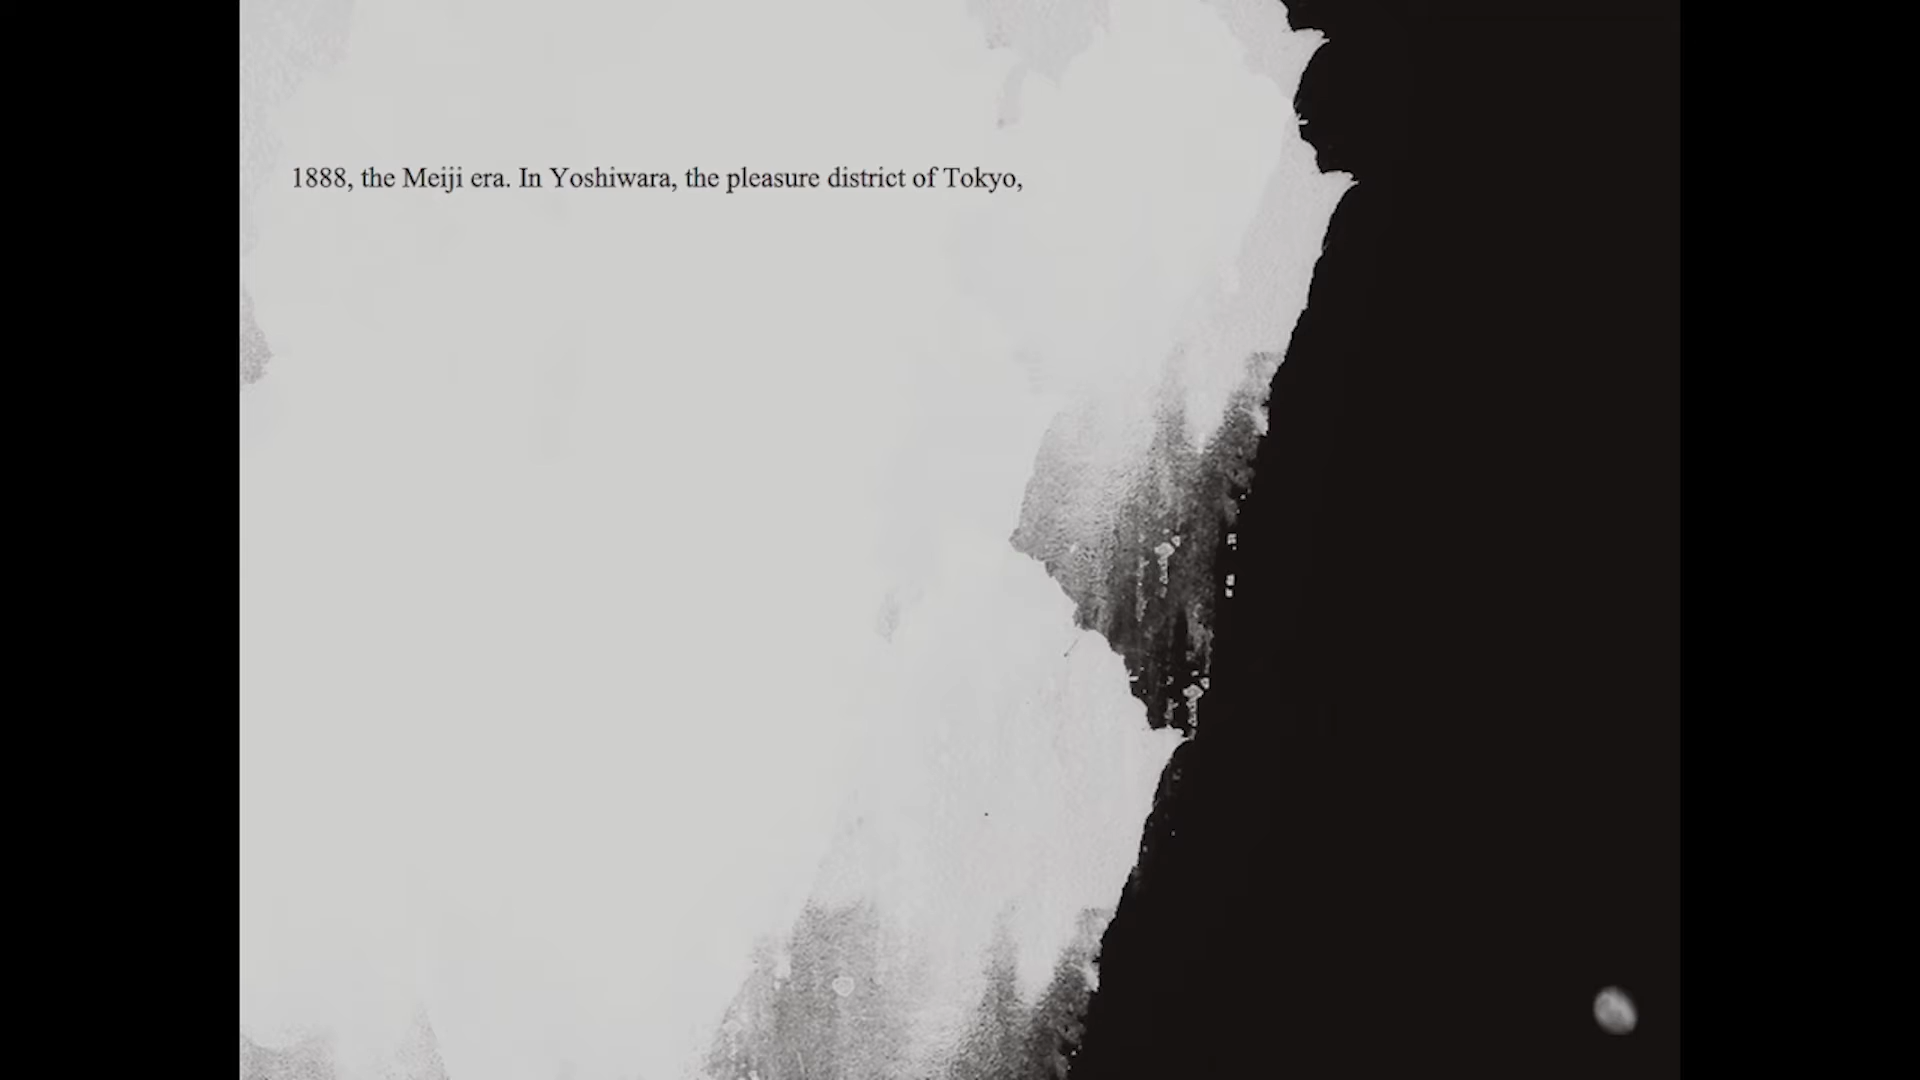 1888, the Meiji era. In Yoshiwara, the pleasure district of Tokyo,